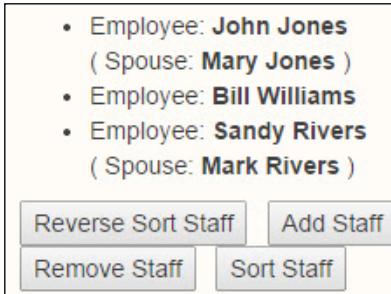 • Employee: John Jones
( Spouse: Mary Jones )
• Employee: Bill Williams
• Employee: Sandy Rivers
( Spouse: Mark Rivers )
Reverse Sort Staff Add Staff
Remove Staff Sort Staff